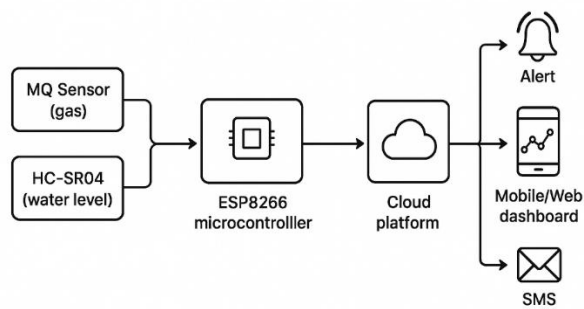 MQ Sensor
(gas)
HC-SR04
(water level)
ESP8266
microcontrolller
Cloud
platform
Alert
Mobile/Web
dashboard
SMS